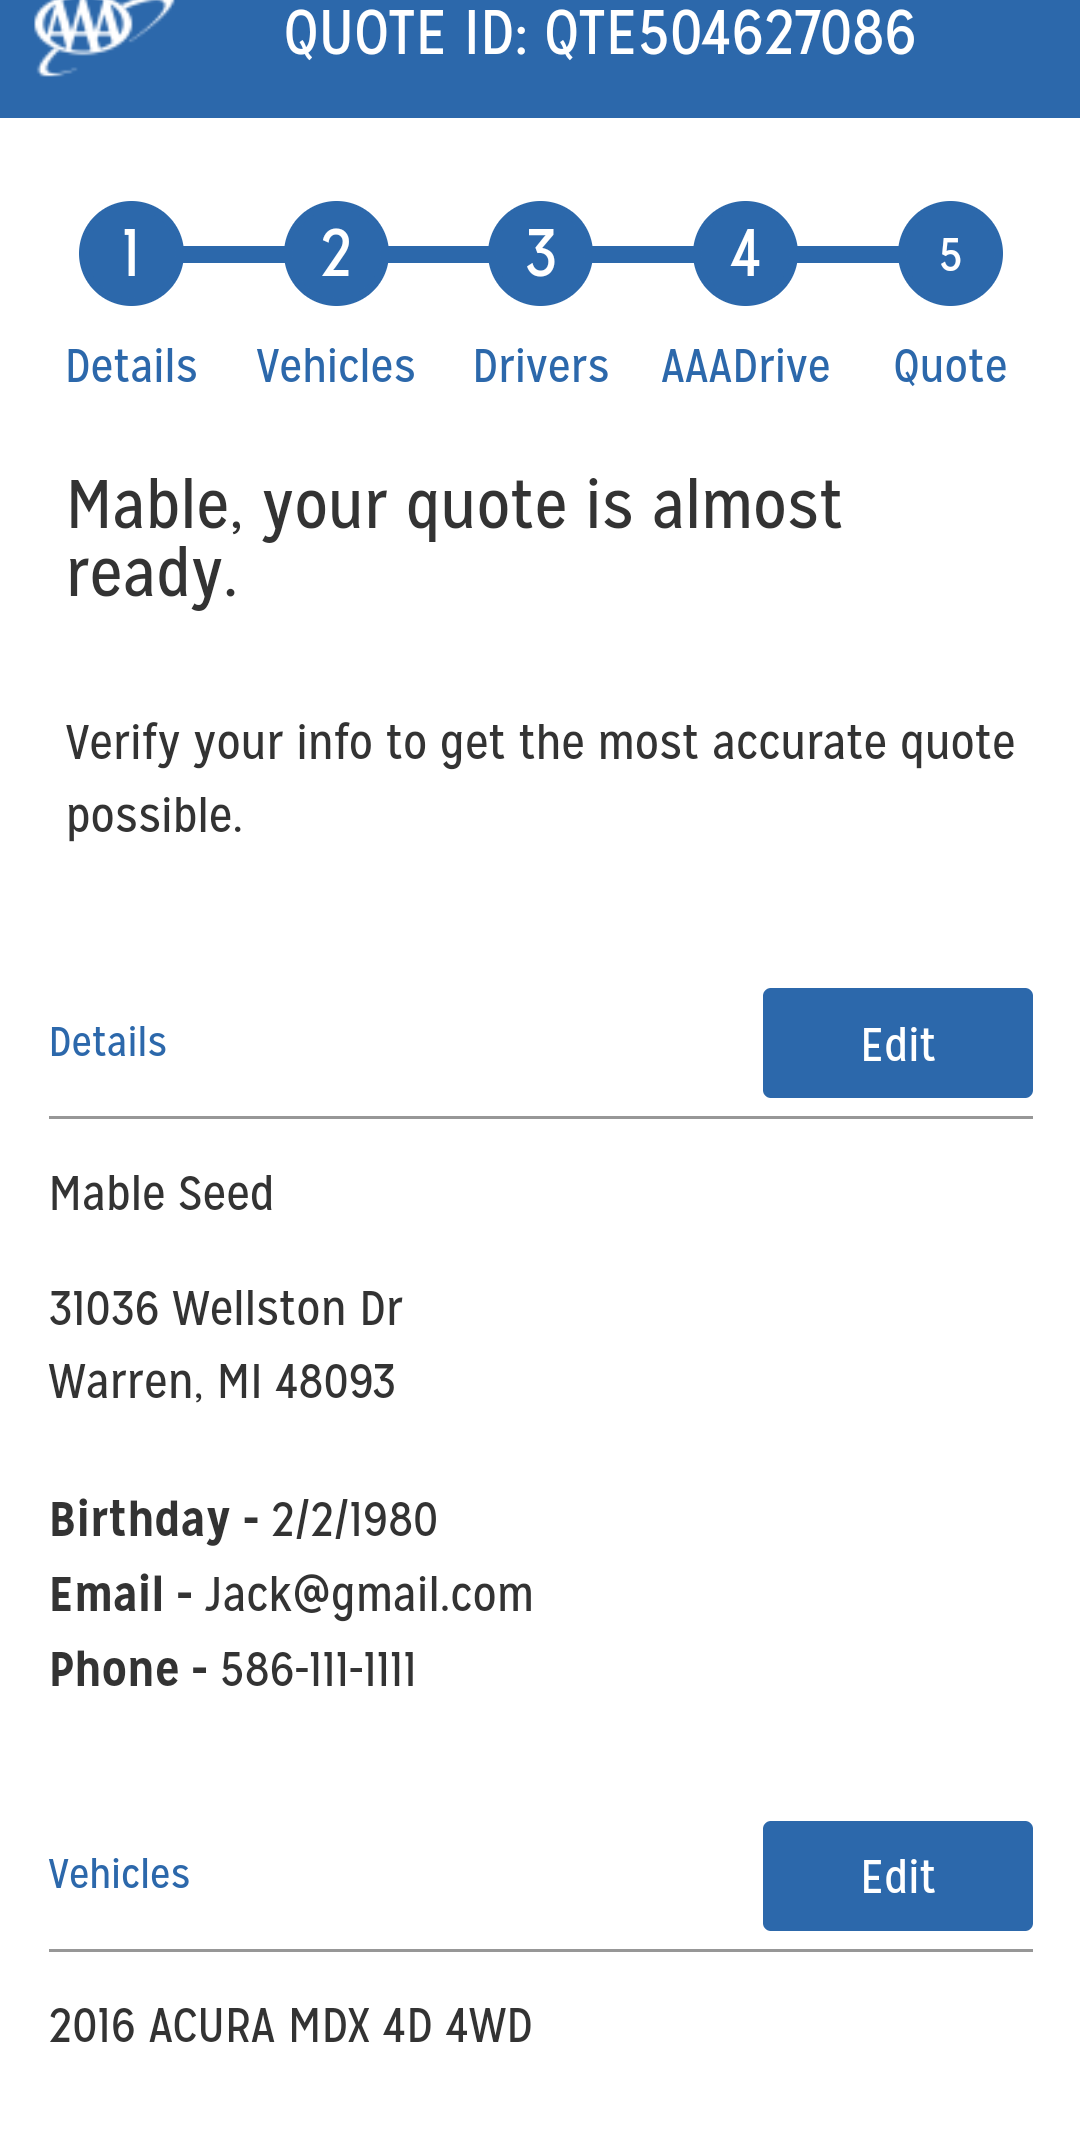 AAA
QUOTE ID: QTE504627086
1 2 3 4 5
Details Vehicles Drivers AAADrive Quote
Mable, your quote is almost
ready.
Verify your info to get the most accurate quote
possible.
Details Edit
Mable Seed
31036 Wellston Dr
Warren, MI 48093
Birthday - 2/2/1980
Email - Jack@gmail.com
Phone - 586-111-1111
Vehicles Edit
2016 ACURA MDX 4D 4WD